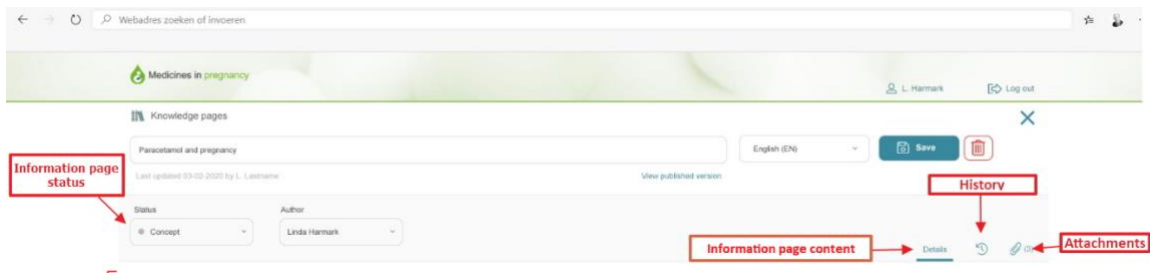 Webadres zoeken of invoeren
Medicines in pregnancy
L. Harmark
Log out
Knowledge pages
Paracetamol and pregnancy
English (EN)
Save
Information page
status
Last updated 03-02-2020 by L. Lastname
View published version
History
Status
Author
Concept
Linda Harmark
Information page content
Details
(0)
Attachments